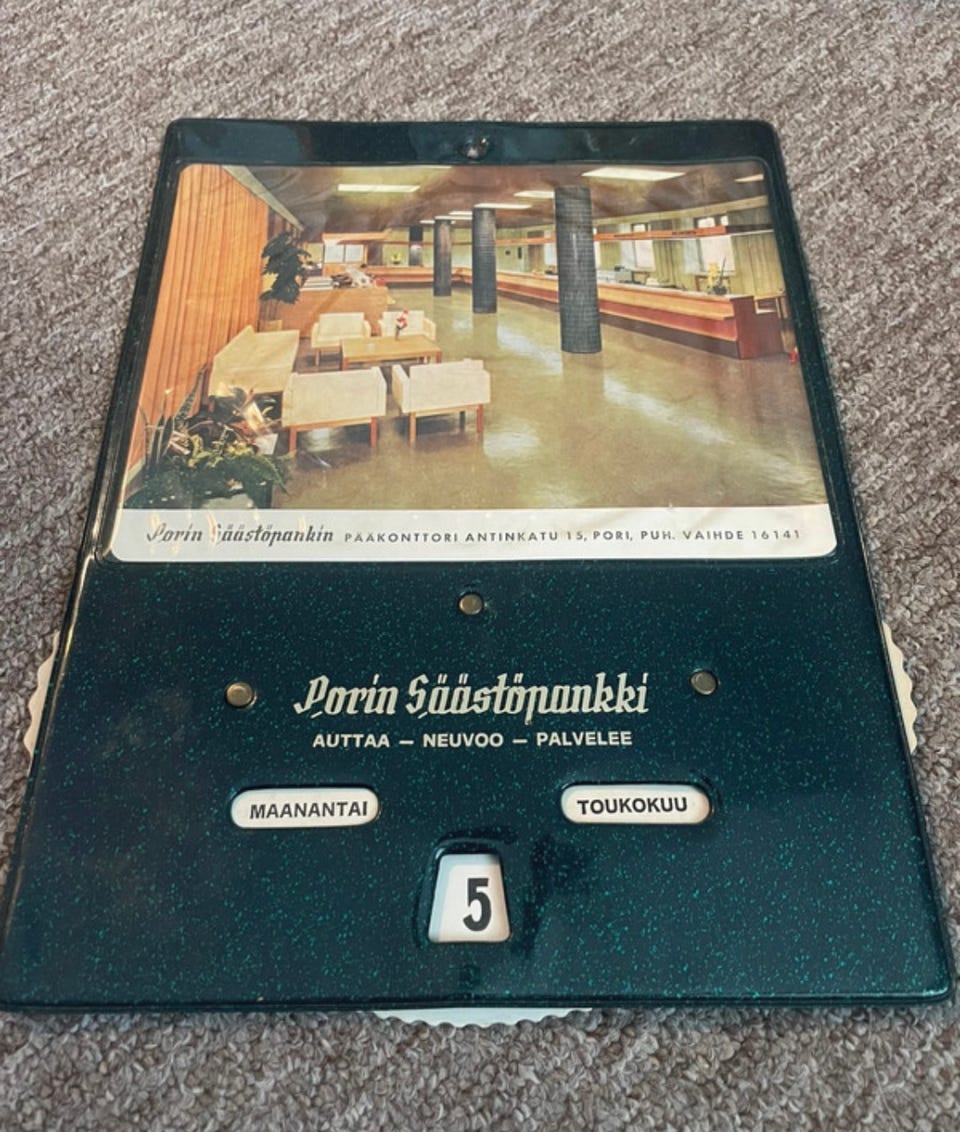 Porin Säästöpankin PÄÄKONTTORI ANTINKATU 15, PORI, PUH. VAIHDE 16141
Porin Säästöpankki
AUTTAA – NEUVOO – PALVELEE
MAANANTAI TOUKOKUU
5